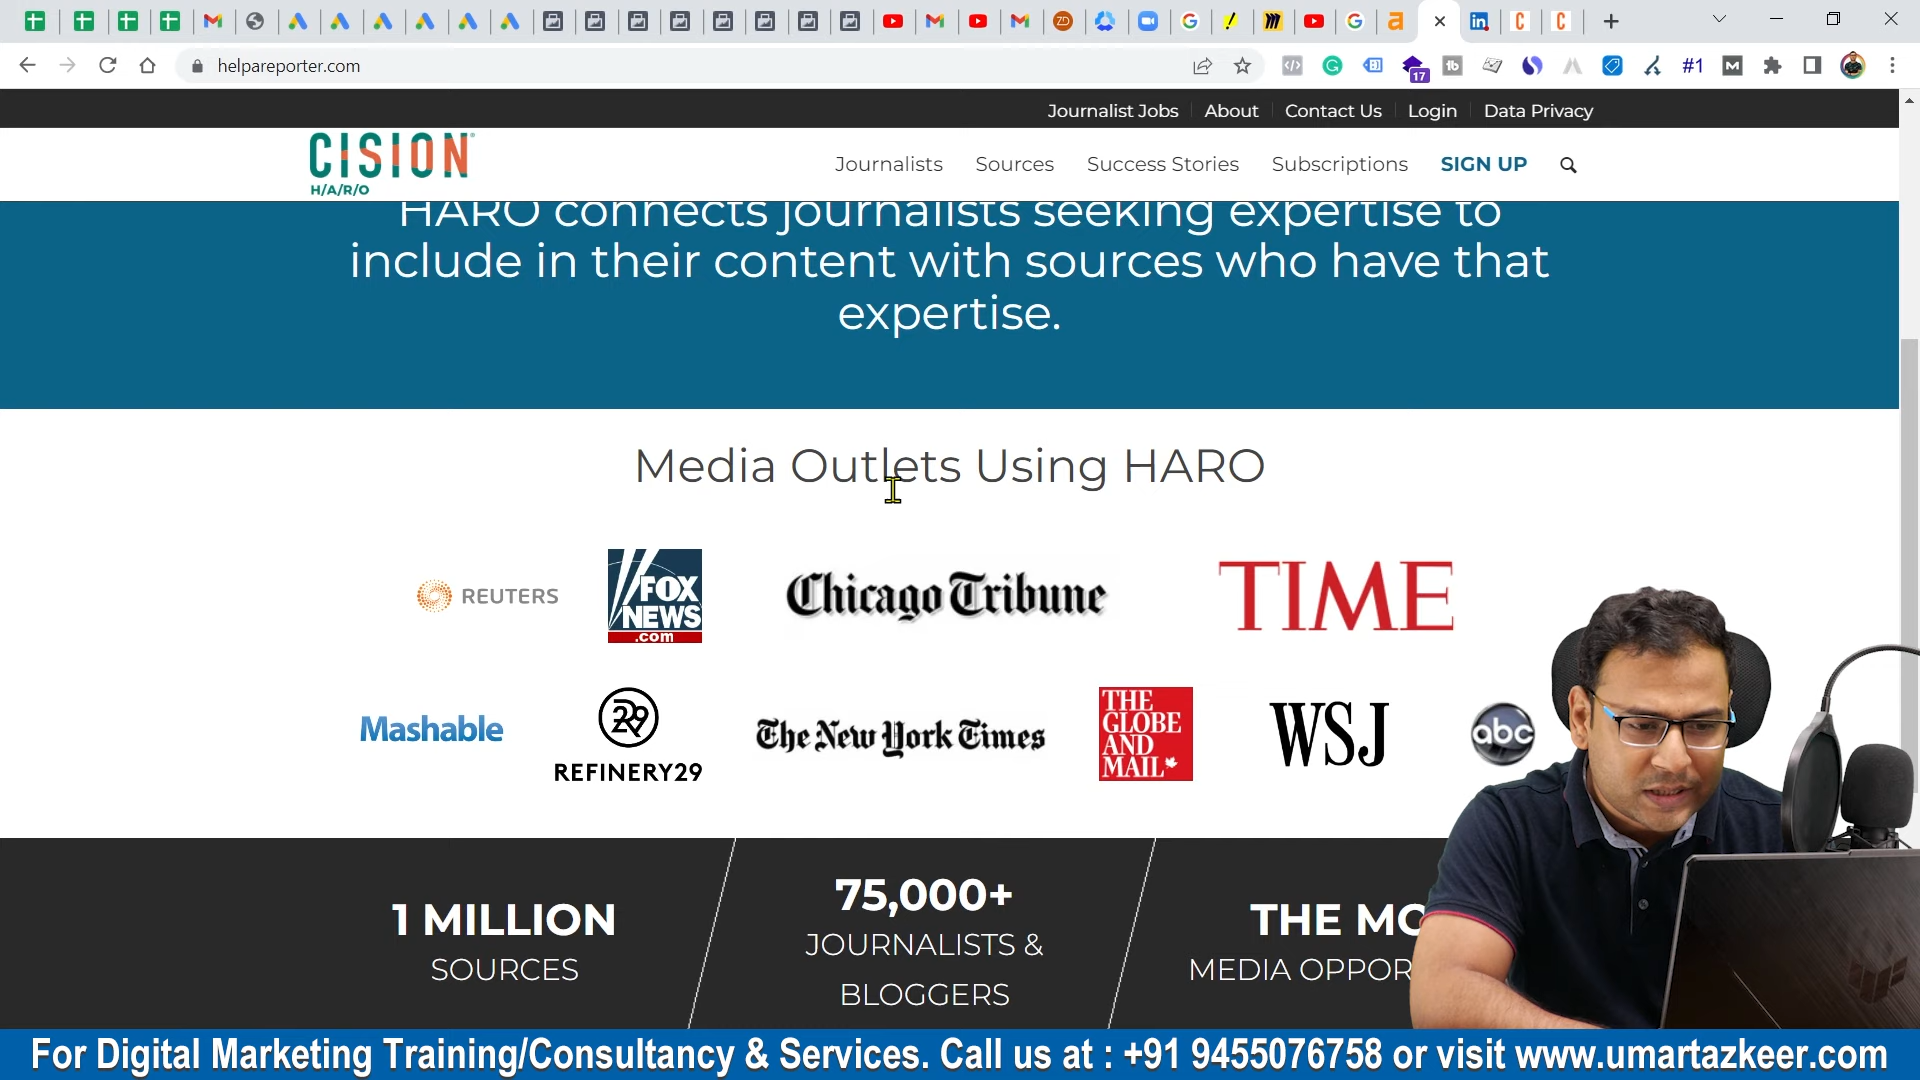 17
#1
helpareporter.com
Journalist Jobs About Contact Us Login Data Privacy
CISION
H/A/R/O
Journalists Sources Success Stories Subscriptions SIGN UP
HARO connects journalists seeking expertise to
include in their content with sources who have that
expertise.
Media Outlets Using HARO
REUTERS
FOX
NEWS
.com
Chicago Tribune
TIME
Mashable
R29
REFINERY29
The New York Times
THE
GLOBE
AND
MAIL
WSJ
abc
1 MILLION
SOURCES
75,000+
JOURNALISTS &
BLOGGERS
THE MO
MEDIA OPPOR
For Digital Marketing Training/Consultancy & Services. Call us at : +91 9455076758 or visit www.umartazkeer.com